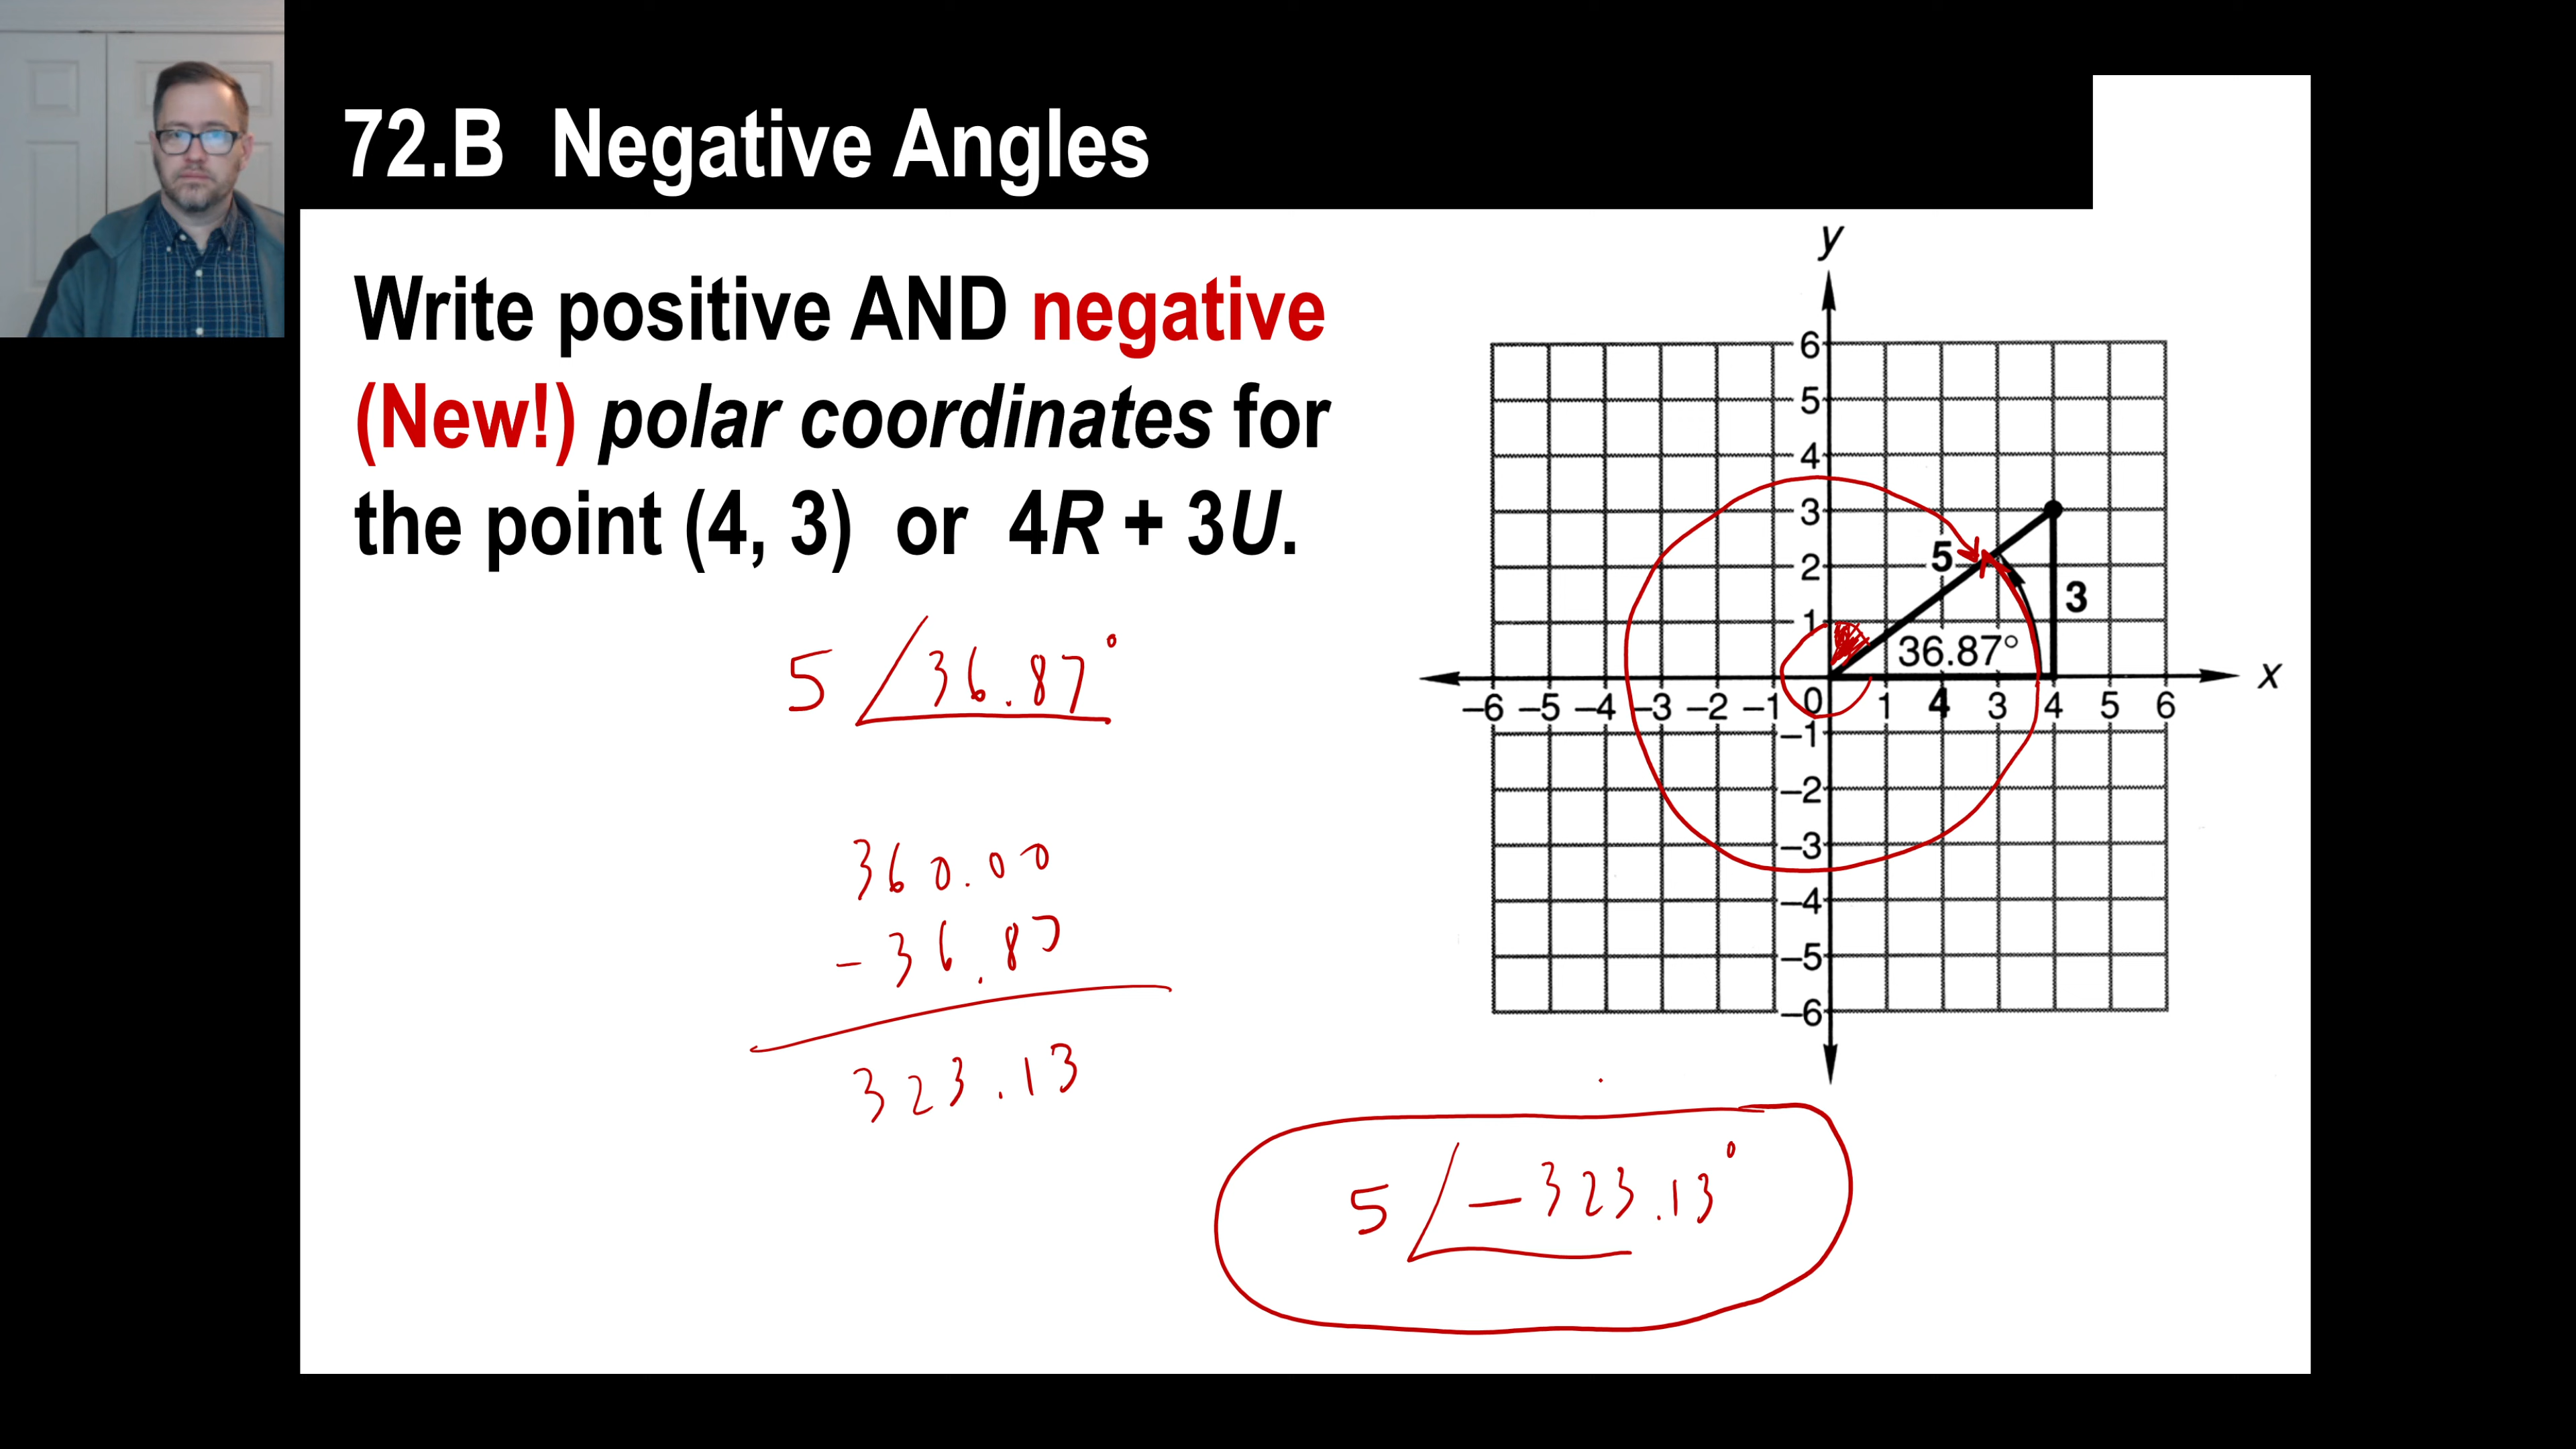 72.B Negative Angles
Write positive AND negative
(New!) polar coordinates for
the point (4, 3) or 4R + 3U.
5 ∠36.87°
360.00
- 36.87
323.13
5 ∠-323.13°
y
6
5
4
3
2
1
5
3
36.87°
x
–6 –5 –4 –3 –2 –1 0 1 4 3 4 5 6
–1
–2
–3
–4
–5
–6